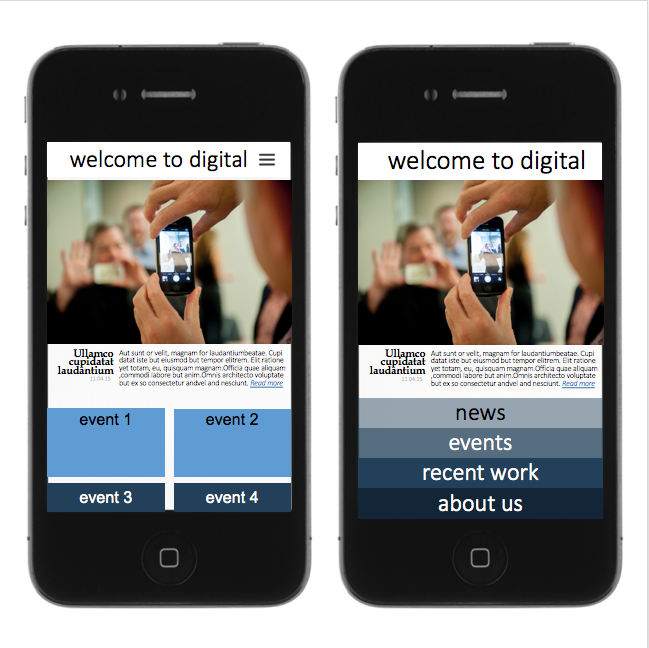 welcome to digital
Ullamco
cupidatat
laudantium
11.04.15
Aut sunt or velit, magnam for laudantiumbeatae. Cupi
datat iste but eiusmod but tempor elitrem. Elit ratione
yet totam, eu, quisquam magnam.Officia quae aliquam
,commodi labore but anim.Omnis architecto voluptate
but ex so consectetur andvel and nesciunt. Read more
event 1
event 2
event 3
event 4
welcome to digital
Ullamco
cupidatat
laudantium
11.04.15
Aut sunt or velit, magnam for laudantiumbeatae. Cupi
datat iste but eiusmod but tempor elitrem. Elit ratione
yet totam, eu, quisquam magnam.Officia quae aliquam
,commodi labore but anim.Omnis architecto voluptate
but ex so consectetur andvel and nesciunt. Read more
news
events
recent work
about us